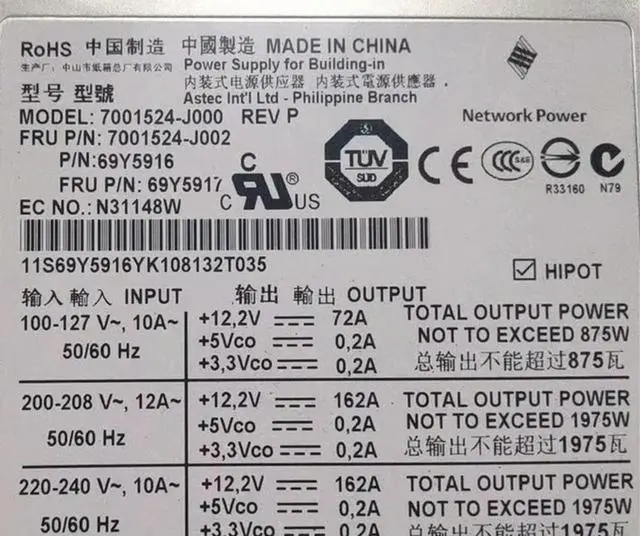 RoHS 中国制造 中國製造 MADE IN CHINA
生产厂: 中山市纸箱总厂有限公司 Power Supply for Building-in
内装式电源供应器 内装式電源供應器.
型号 型號 Astec Int'l Ltd - Philippine Branch
MODEL: 7001524-J000 REV P
Network Power
FRU P/N: 7001524-J002
P/N:69Y5916
FRU P/N: 69Y5917
EC NO.: N31148W
C ® US
TÜV
SÜD
CE
CCC S&E
R33160 N79
11S69Y5916YK108132T035
HIPOT
输入 輸入 INPUT 输出 輸出 OUTPUT
100-127 V~, 10A~ +12,2V 72A TOTAL OUTPUT POWER
50/60 Hz +5Vco 0,2A NOT TO EXCEED 875W
+3,3Vco 0,2A 总输出不能超过875瓦
200-208 V~, 12A~ +12,2V 162A TOTAL OUTPUT POWER
50/60 Hz +5Vco 0,2A NOT TO EXCEED 1975W
+3,3Vco 0,2A 总输出不能超过1975瓦
220-240 V~, 10A~ +12,2V 162A TOTAL OUTPUT POWER
50/60 Hz +5Vco 0,2A NOT TO EXCEED 1975W
+3,3Vco 0,2A 总输出不能超过1975瓦